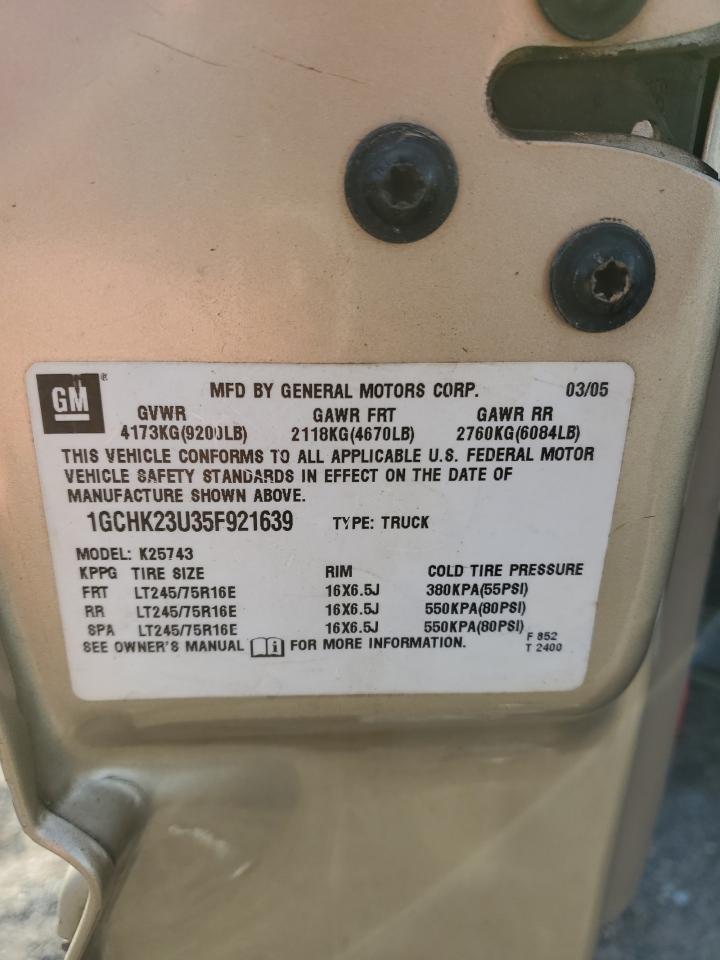 GM ®
MFD BY GENERAL MOTORS CORP. 03/05
GVWR GAWR FRT GAWR RR
4173KG(9200LB) 2118KG(4670LB) 2760KG(6084LB)
THIS VEHICLE CONFORMS TO ALL APPLICABLE U.S. FEDERAL MOTOR
VEHICLE SAFETY STANDARDS IN EFFECT ON THE DATE OF
MANUFACTURE SHOWN ABOVE.
1GCHK23U35F921639 TYPE: TRUCK
MODEL: K25743
KPPG TIRE SIZE RIM COLD TIRE PRESSURE
FRT LT245/75R16E 16X6.5J 380KPA(55PSI)
RR LT245/75R16E 16X6.5J 550KPA(80PSI)
SPA LT245/75R16E 16X6.5J 550KPA(80PSI)
SEE OWNER'S MANUAL i FOR MORE INFORMATION.
F 852
T 2400